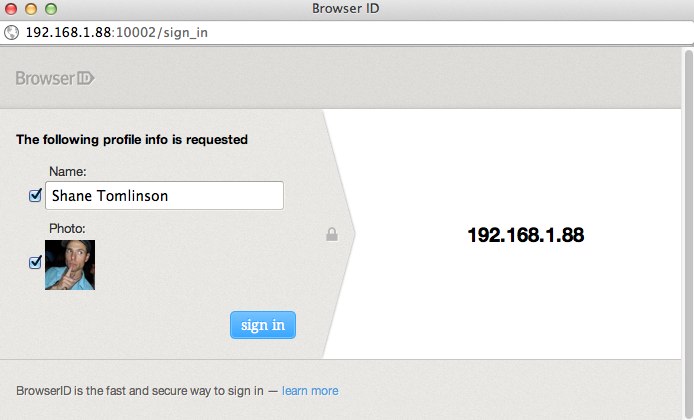 Browser ID
192.168.1.88:10002/sign_in
BrowserID
The following profile info is requested
Name:
Shane Tomlinson
Photo:
192.168.1.88
sign in
BrowserID is the fast and secure way to sign in — learn more